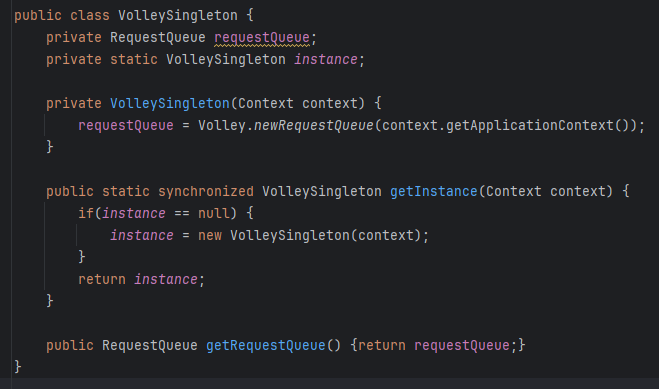 public class VolleySingleton {
    private RequestQueue requestQueue;
    private static VolleySingleton instance;

    private VolleySingleton(Context context) {
        requestQueue = Volley.newRequestQueue(context.getApplicationContext());
    }

    public static synchronized VolleySingleton getInstance(Context context) {
        if(instance == null) {
            instance = new VolleySingleton(context);
        }
        return instance;
    }

    public RequestQueue getRequestQueue() {return requestQueue;}
}